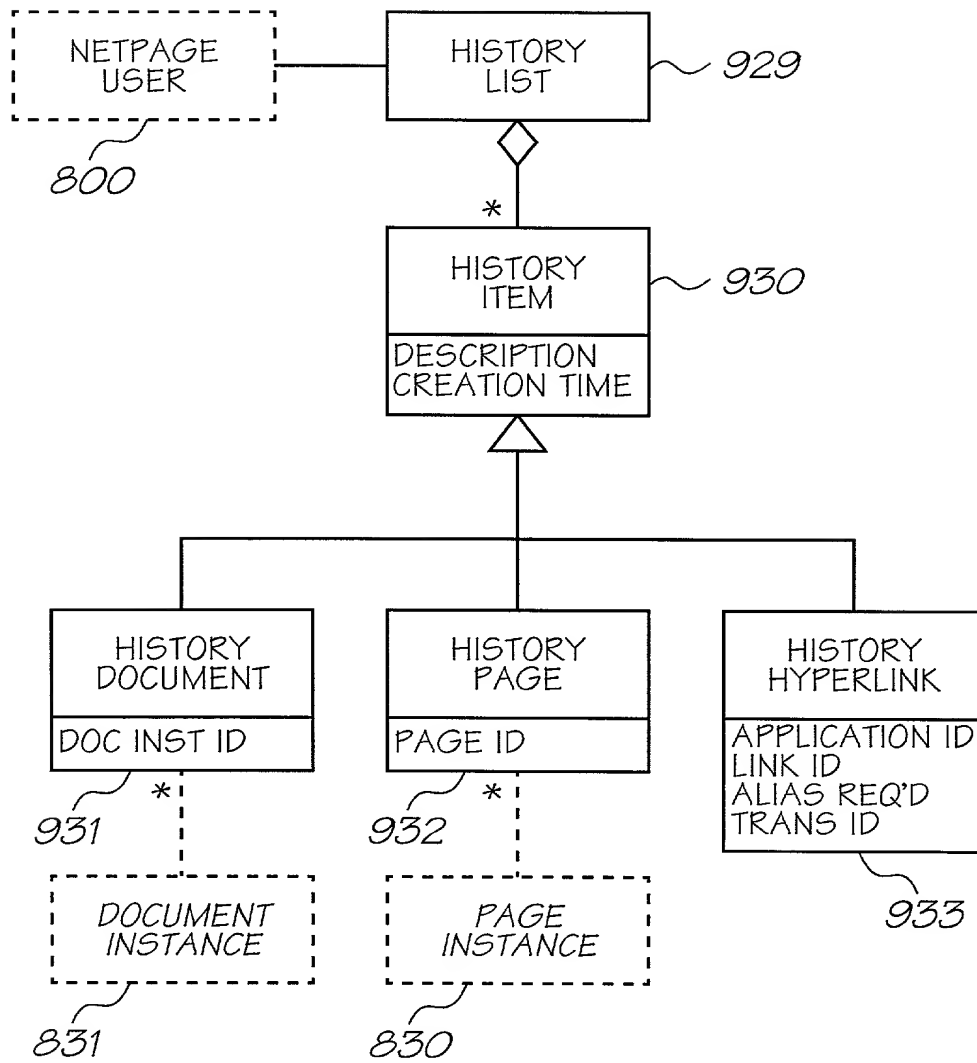 NETPAGE
USER
800
HISTORY
LIST
929
*
HISTORY
ITEM
930
DESCRIPTION
CREATION TIME
HISTORY
DOCUMENT
DOC INST ID
931
*
HISTORY
PAGE
PAGE ID
932
*
HISTORY
HYPERLINK
APPLICATION ID
LINK ID
ALIAS REQ'D
TRANS ID
933
DOCUMENT
INSTANCE
831
PAGE
INSTANCE
830